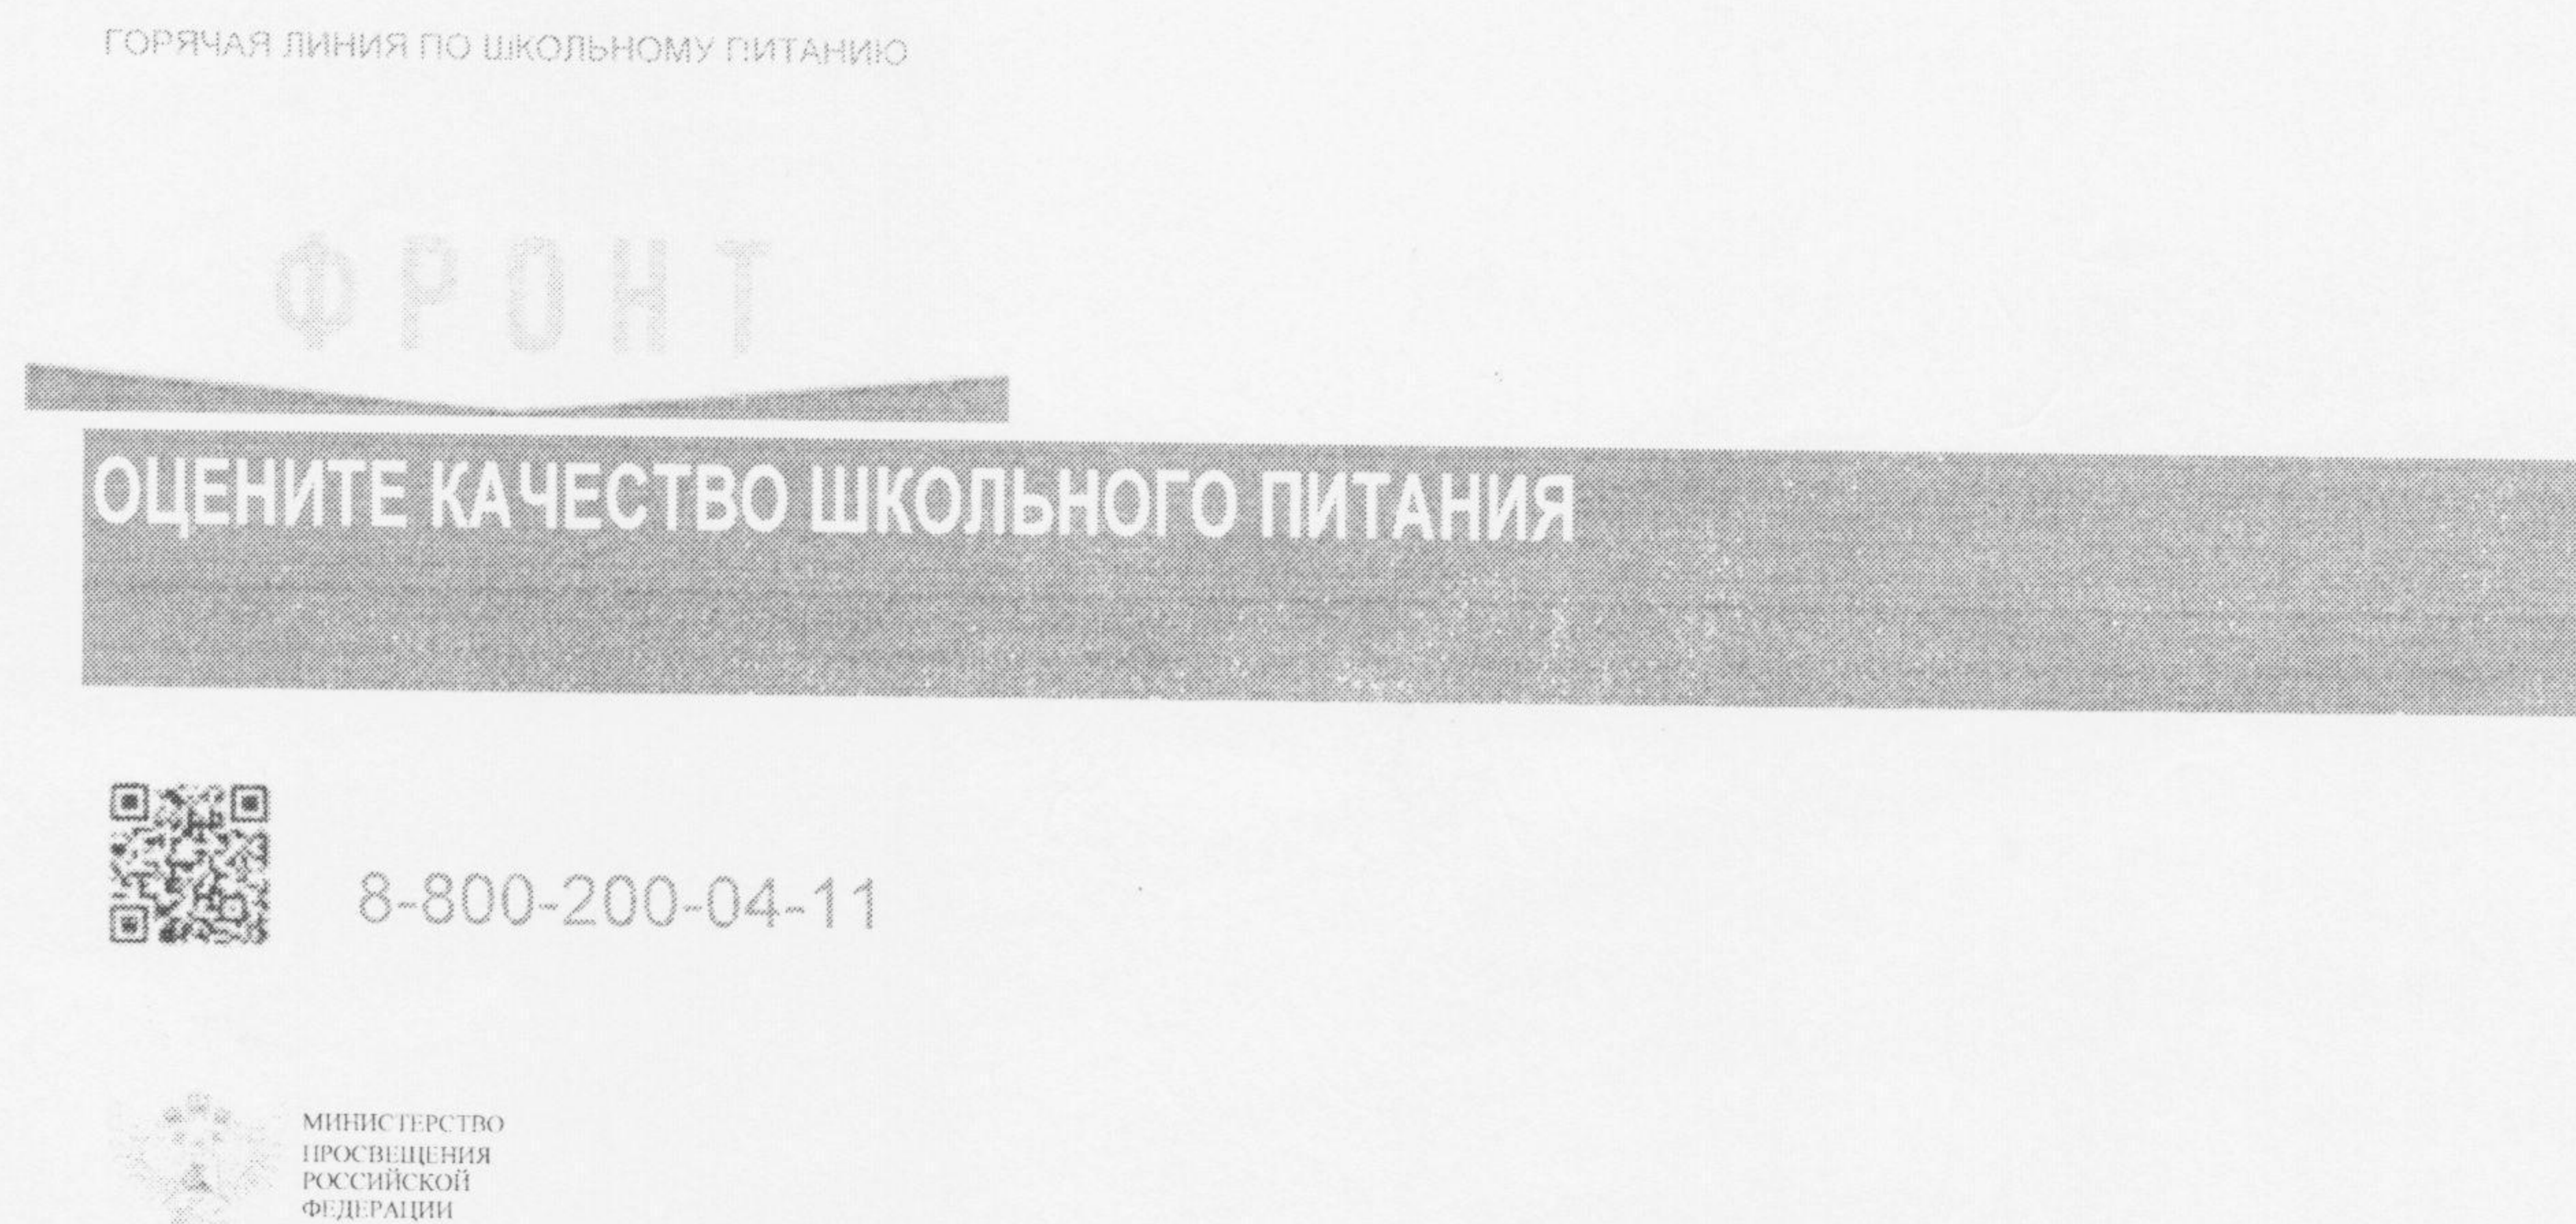 ГОРЯЧАЯ ЛИНИЯ ПО ШКОЛЬНОМУ ПИТАНИЮ
ФРОНТ
ОЦЕНИТЕ КАЧЕСТВО ШКОЛЬНОГО ПИТАНИЯ
8-800-200-04-11
МИНИСТЕРСТВО
ПРОСВЕЩЕНИЯ
РОССИЙСКОЙ
ФЕДЕРАЦИИ